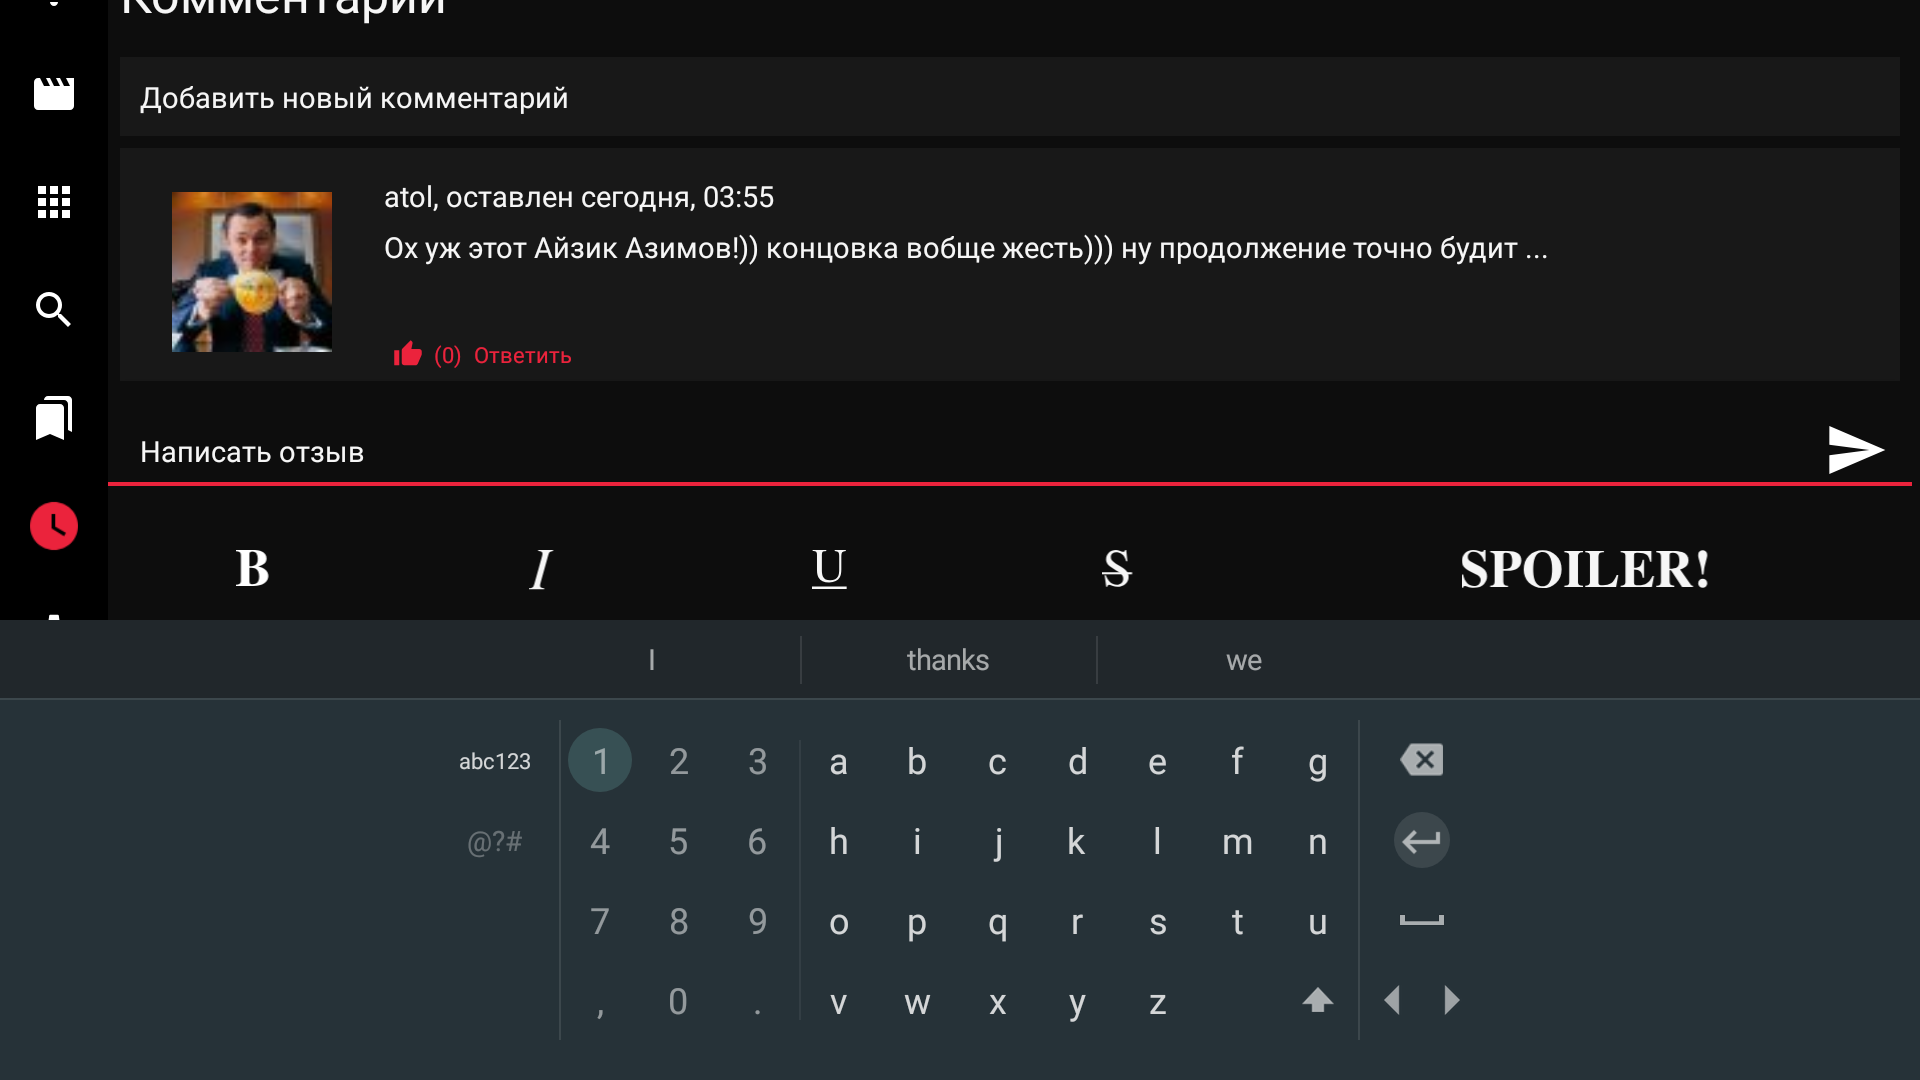 Комментарии
Добавить новый комментарий
atol, оставлен сегодня, 03:55
Ох уж этот Айзик Азимов!)) концовка вобще жесть))) ну продолжение точно будит ...
(0) Ответить
Написать отзыв
B I U S SPOILER!
I thanks we
abc123 1 2 3 a b c d e f g
@?# 4 5 6 h i j k l m n
7 8 9 o p q r s t u
, 0 . v w x y z